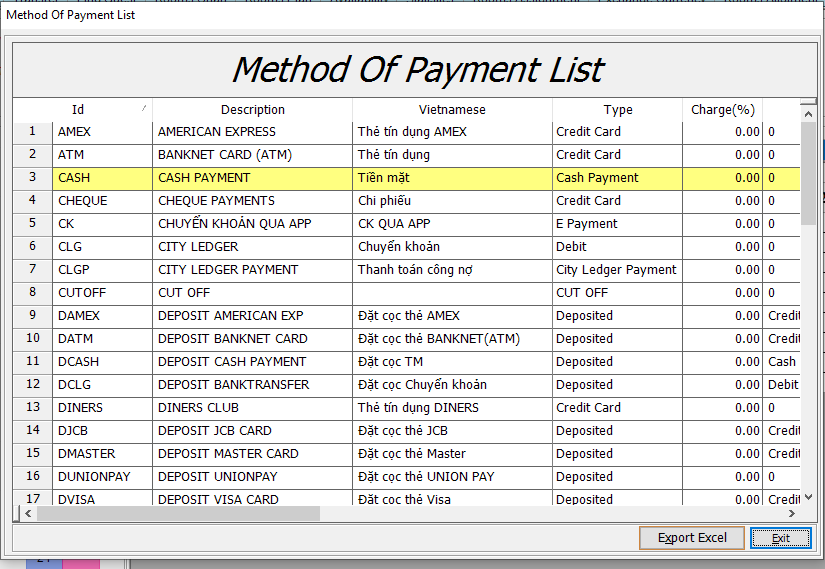 Method Of Payment List
Method Of Payment List
Id Description Vietnamese Type Charge(%)
1 AMEX AMERICAN EXPRESS Thẻ tín dụng AMEX Credit Card 0.00 0
2 ATM BANKNET CARD (ATM) Thẻ tín dụng Credit Card 0.00 0
3 CASH CASH PAYMENT Tiền mặt Cash Payment 0.00 0
4 CHEQUE CHEQUE PAYMENTS Chi phiếu Credit Card 0.00 0
5 CK CHUYỂN KHOẢN QUA APP CK QUA APP E Payment 0.00 0
6 CLG CITY LEDGER Chuyển khoản Debit 0.00 0
7 CLGP CITY LEDGER PAYMENT Thanh toán công nợ City Ledger Payment 0.00 0
8 CUTOFF CUT OFF CUT OFF 0.00 0
9 DAMEX DEPOSIT AMERICAN EXP Đặt cọc thẻ AMEX Deposited 0.00 Credit
10 DATM DEPOSIT BANKNET CARD Đặt cọc thẻ BANKNET(ATM) Deposited 0.00 Credit
11 DCASH DEPOSIT CASH PAYMENT Đặt cọc TM Deposited 0.00 Cash
12 DCLG DEPOSIT BANKTRANSFER Đặt cọc Chuyển khoản Deposited 0.00 Debit
13 DINERS DINERS CLUB Thẻ tín dụng DINERS Credit Card 0.00 0
14 DJCB DEPOSIT JCB CARD Đặt cọc thẻ JCB Deposited 0.00 Credit
15 DMASTER DEPOSIT MASTER CARD Đặt cọc thẻ Master Deposited 0.00 Credit
16 DUNIONPAY DEPOSIT UNIONPAY Đặt cọc thẻ UNION PAY Deposited 0.00 0
17 DVISA DEPOSIT VISA CARD Đặt cọc thẻ Visa Deposited 0.00 Credit
Export Excel Exit